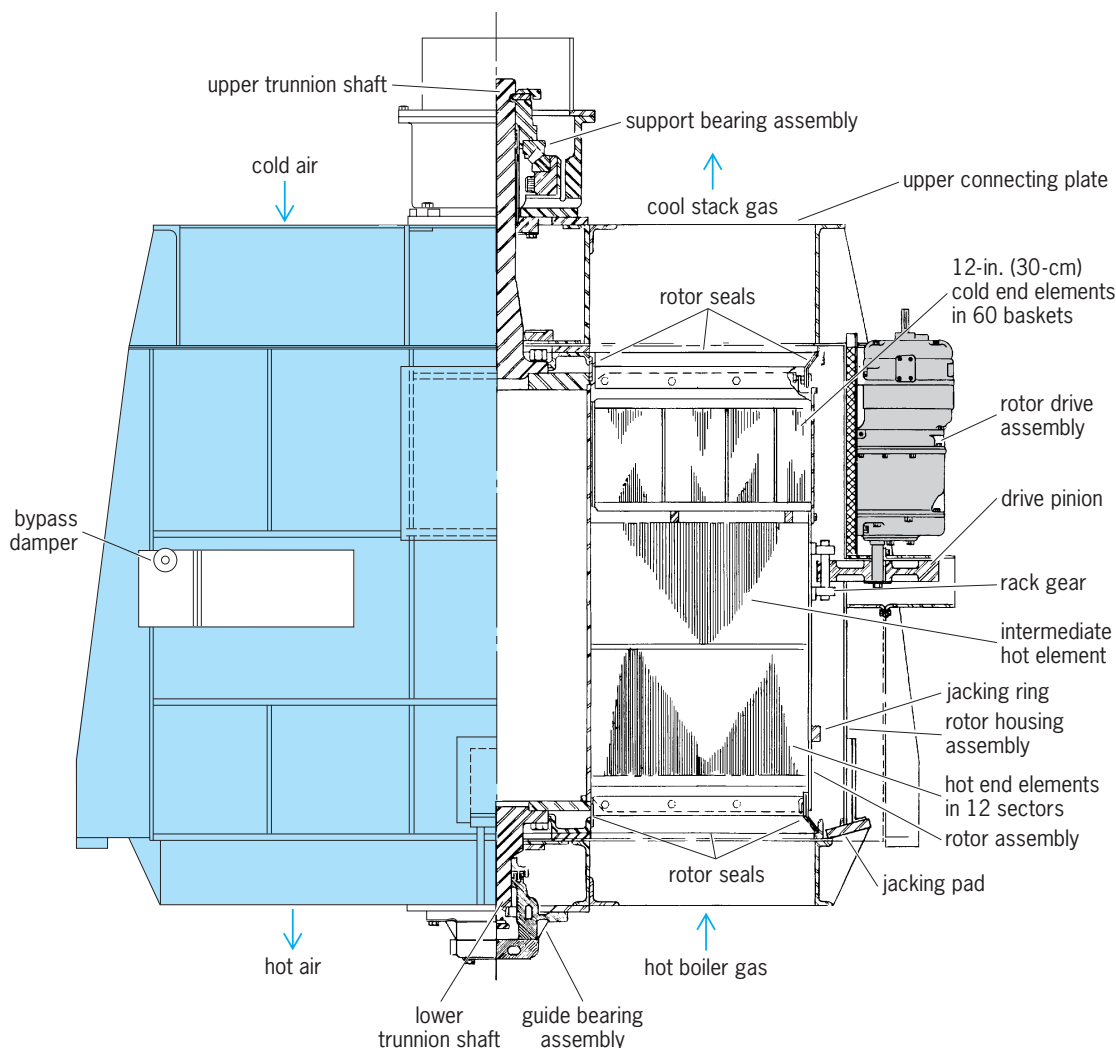 upper trunnion shaft
support bearing assembly
cold air
cool stack gas
upper connecting plate
12-in. (30-cm)
cold end elements
in 60 baskets
rotor seals
rotor drive
assembly
drive pinion
bypass
damper
rack gear
intermediate
hot element
jacking ring
rotor housing
assembly
hot end elements
in 12 sectors
rotor assembly
rotor seals
jacking pad
hot air
hot boiler gas
lower
trunnion shaft
guide bearing
assembly